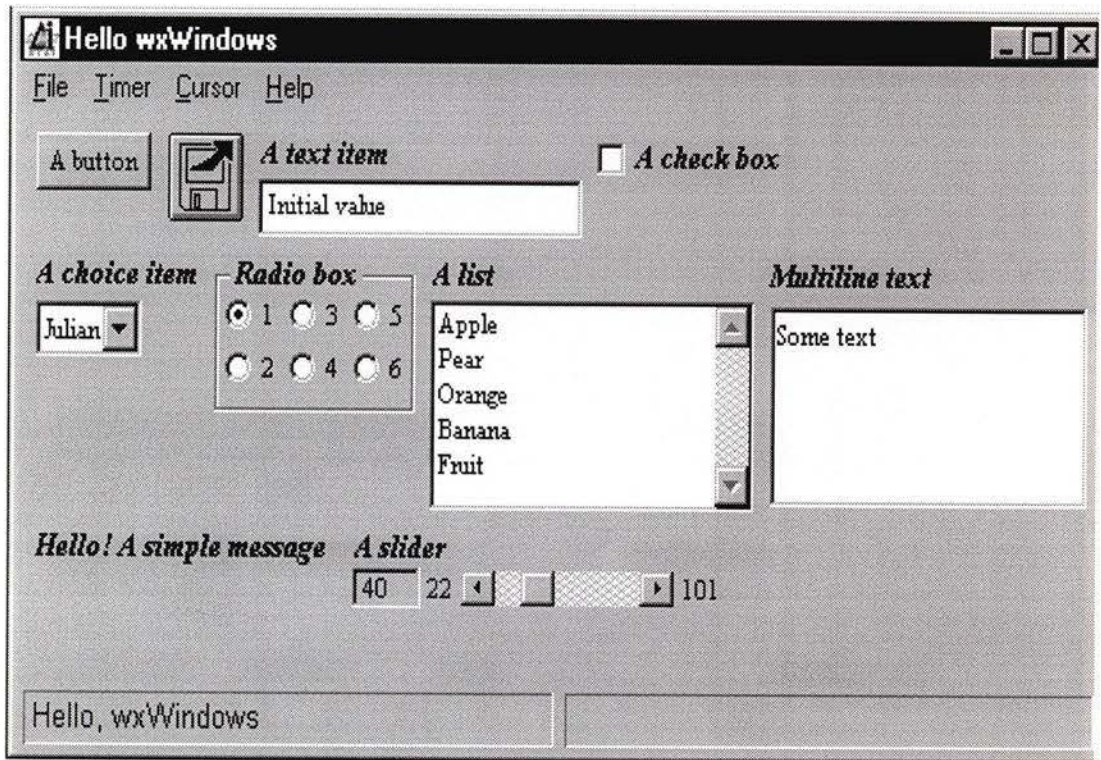 Hello wxWindows
File Timer Cursor Help
A button
A text item
A check box
Initial value
A choice item
Radio box
A list
Multiline text
Julian
1 3 5
2 4 6
Apple
Pear
Orange
Banana
Fruit
Some text
Hello! A simple message
A slider
40 22 101
Hello, wxWindows